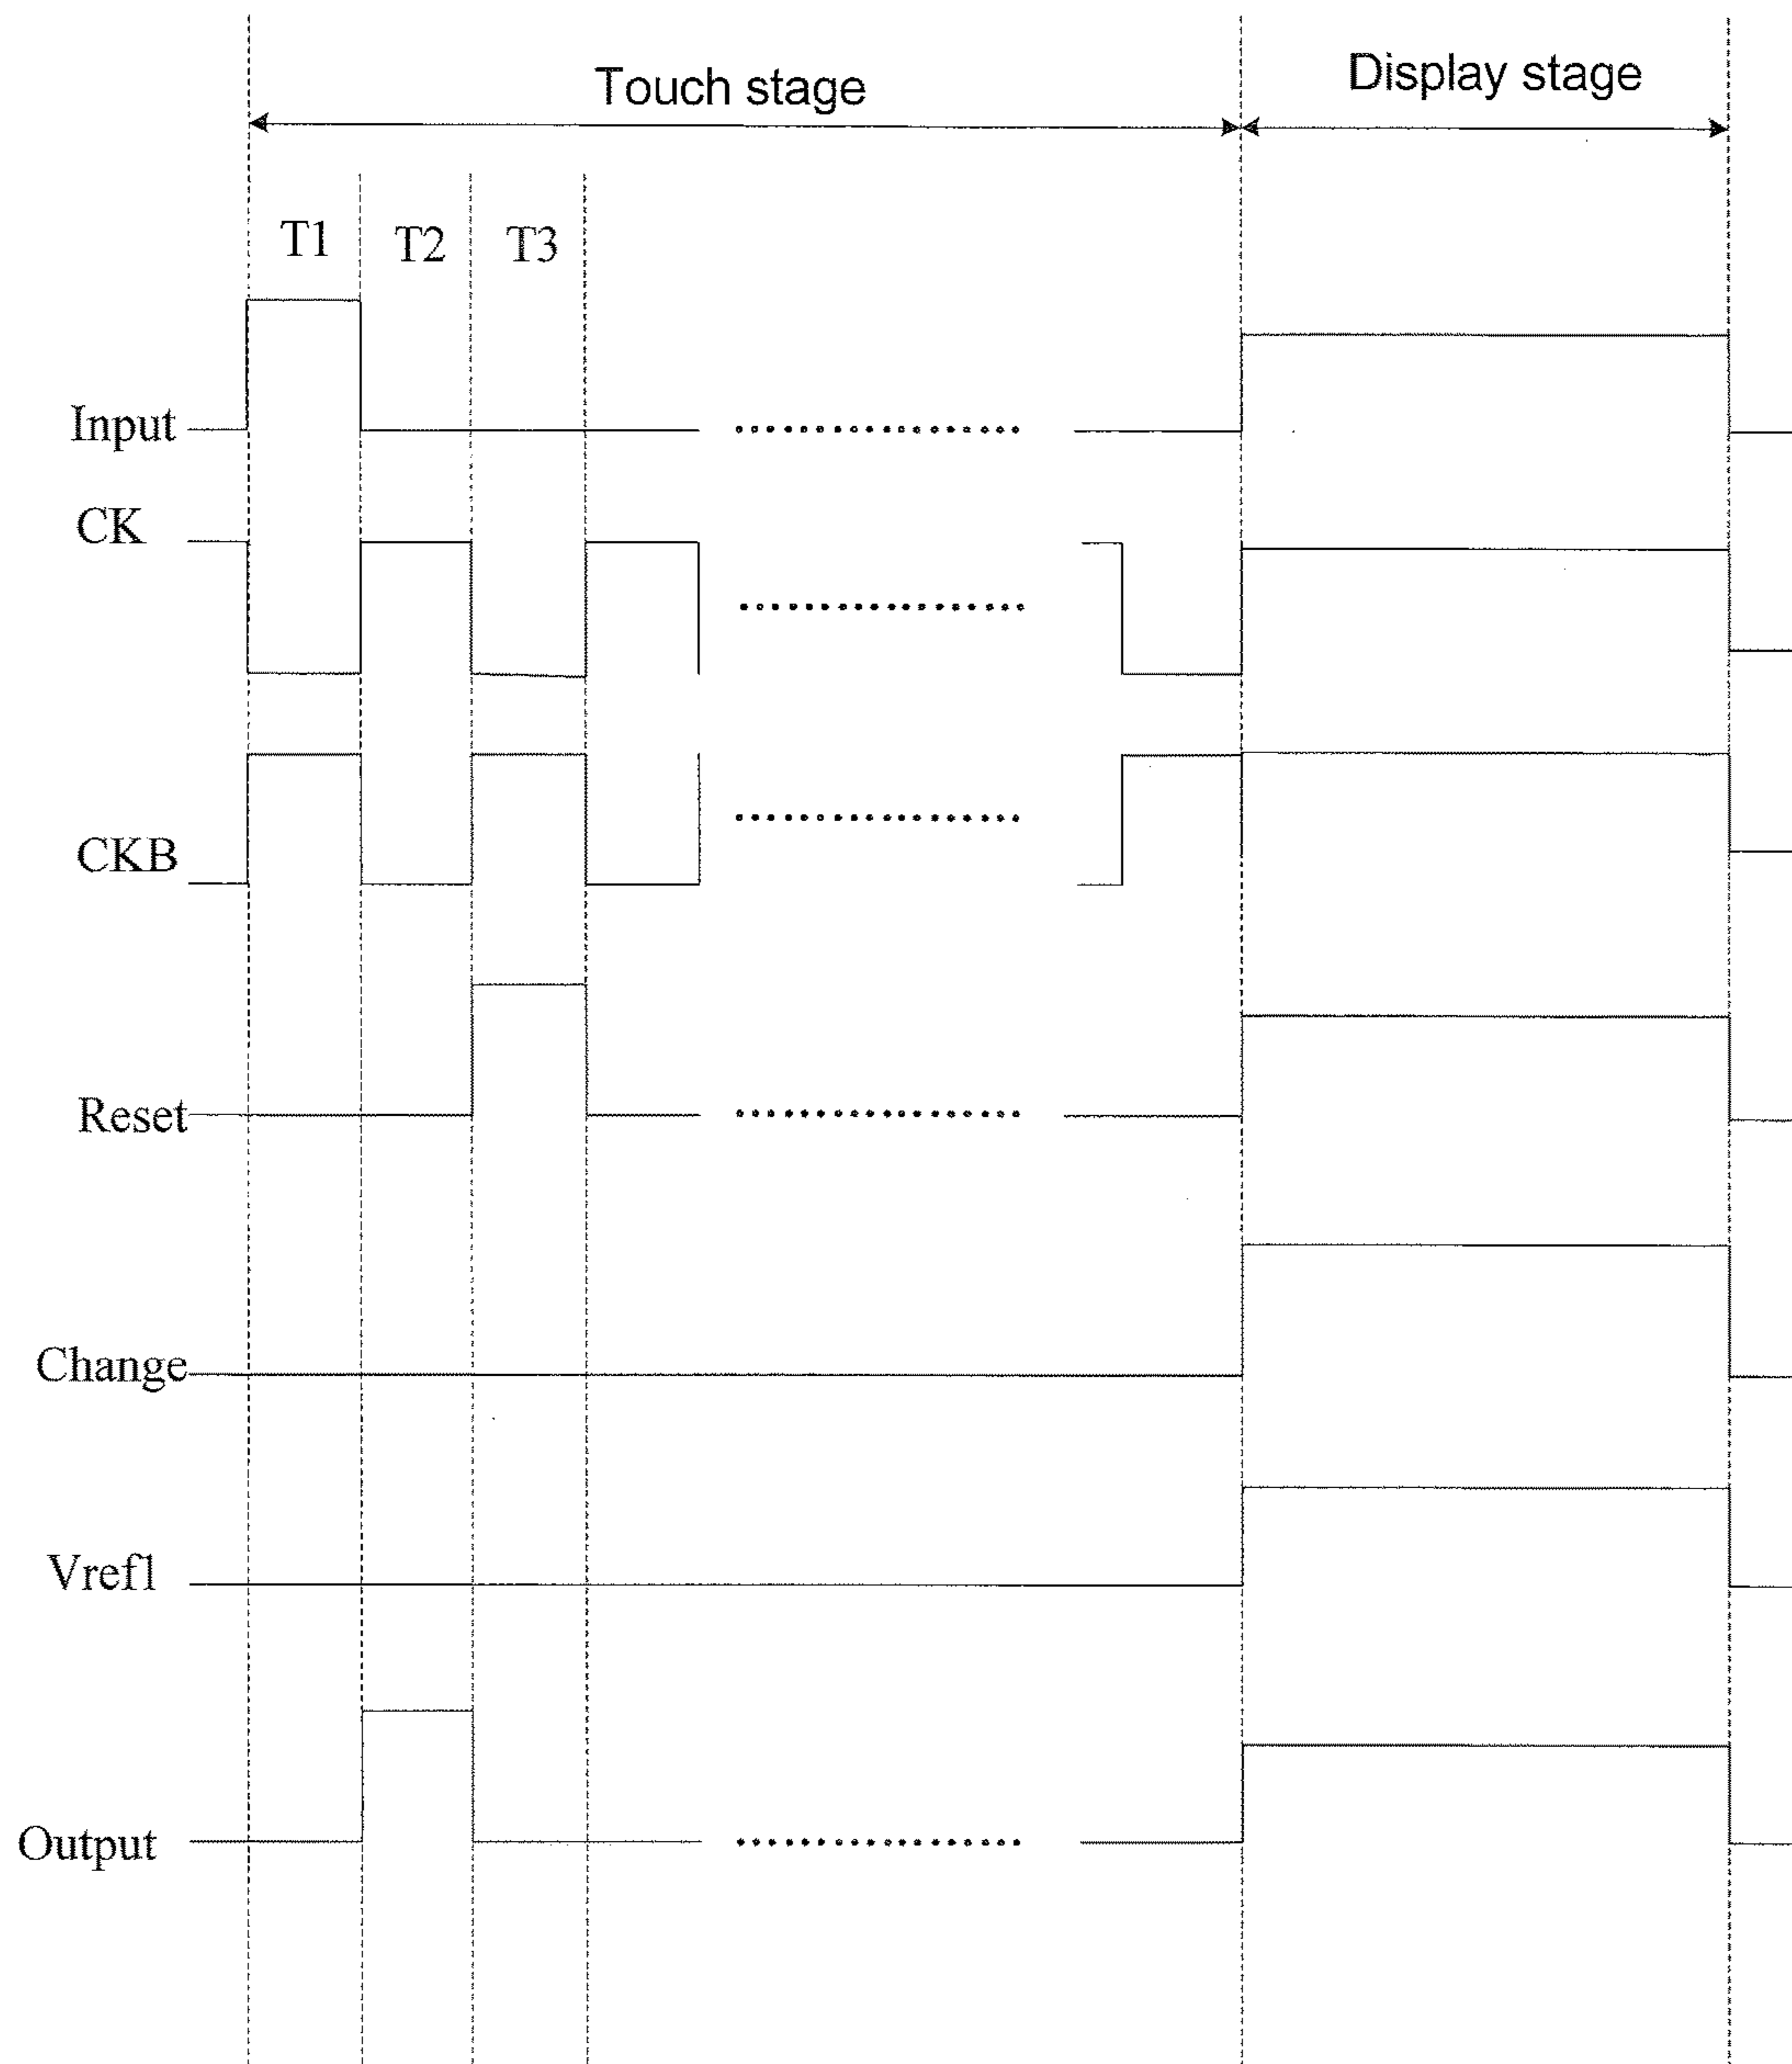 Touch stage
Display stage
T1 T2 T3
Input
CK
CKB
Reset
Change
Vref1
Output